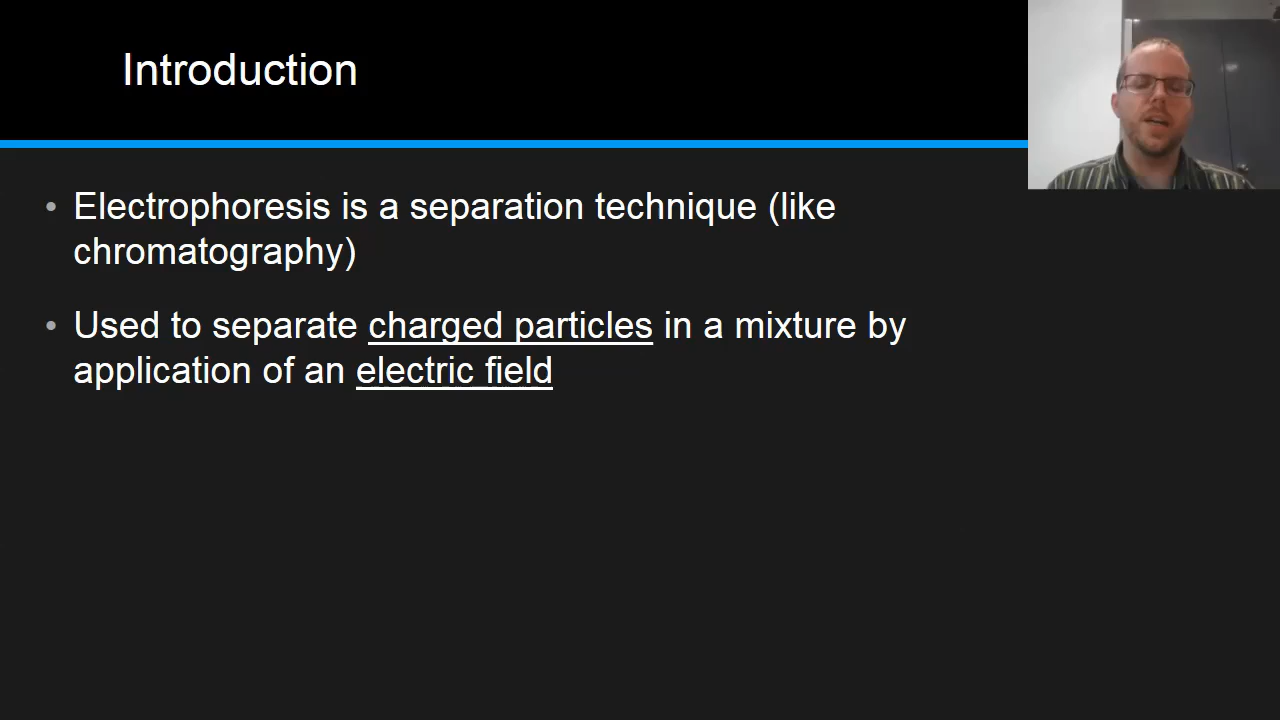 Introduction
• Electrophoresis is a separation technique (like
chromatography)
• Used to separate charged particles in a mixture by
application of an electric field